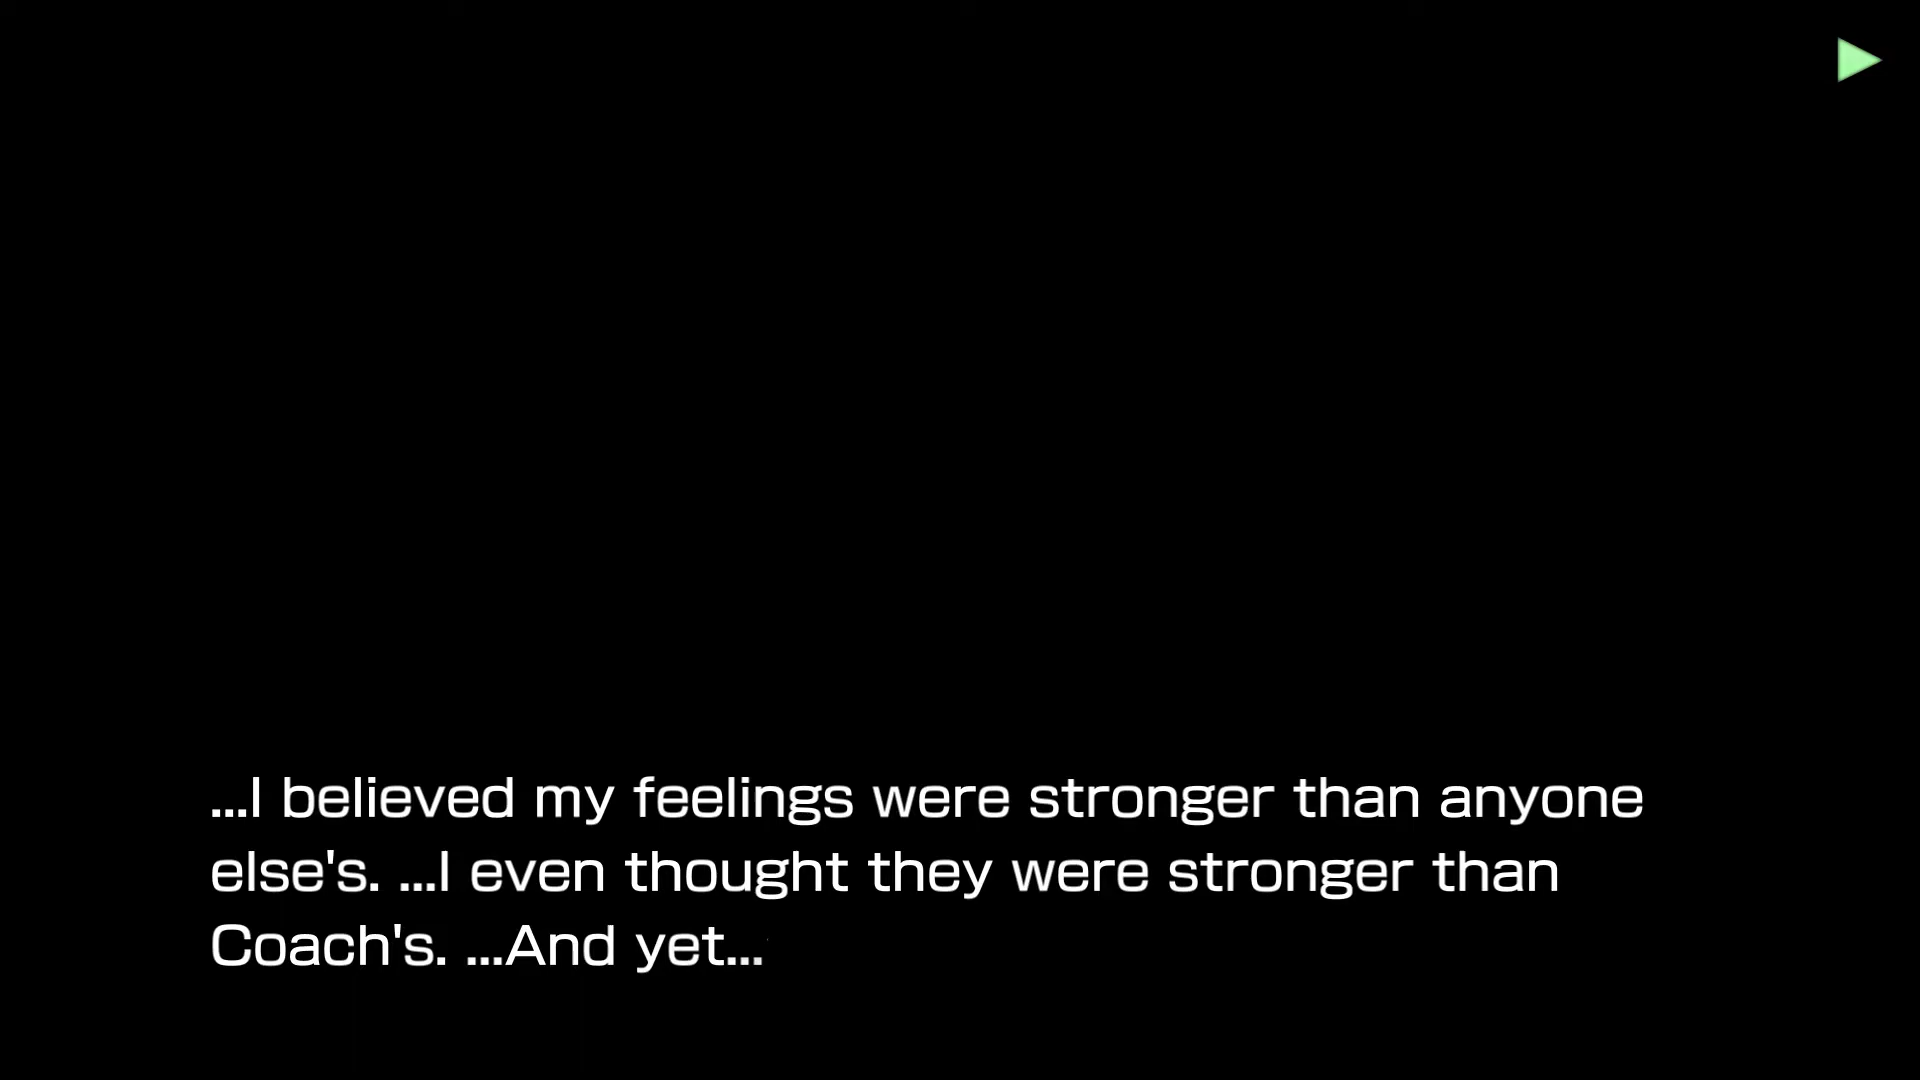 ...I believed my feelings were stronger than anyone
else's. ...I even thought they were stronger than
Coach's. ...And yet...